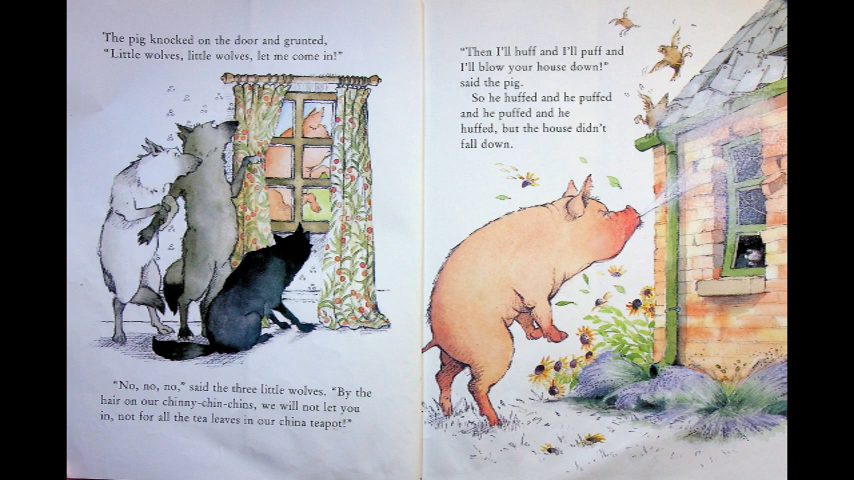 The pig knocked on the door and grunted,
"Little wolves, little wolves, let me come in!"
"No, no, no," said the three little wolves. "By the
hair on our chinny-chin-chins, we will not let you
in, not for all the tea leaves in our china teapot!"
"Then I'll huff and I'll puff and
I'll blow your house down!"
said the pig.
So he huffed and he puffed
and he puffed and he
huffed, but the house didn't
fall down.